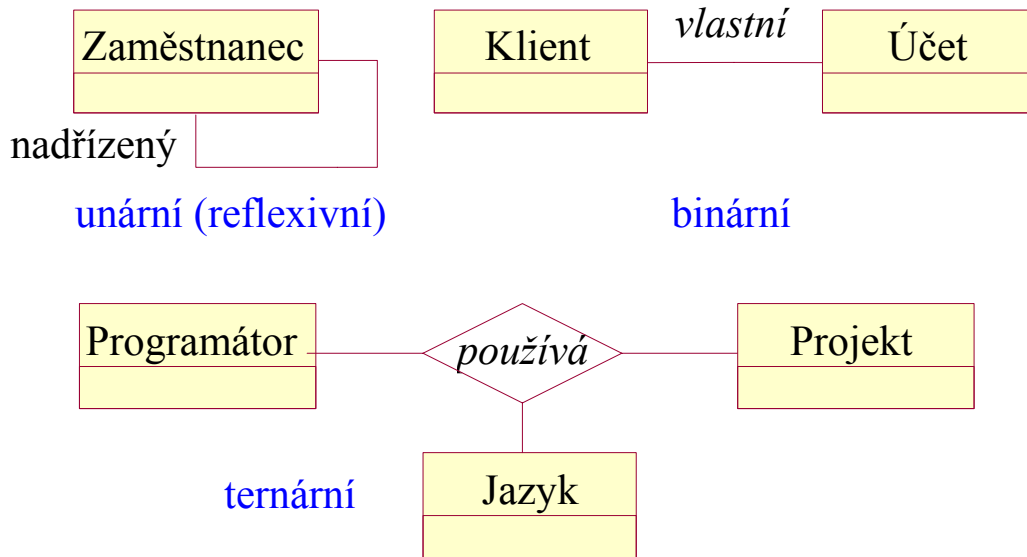 Zaměstnanec
nadřízený
unární (reflexivní)
Klient
vlastní
Účet
binární
Programátor
používá
Projekt
Jazyk
ternární